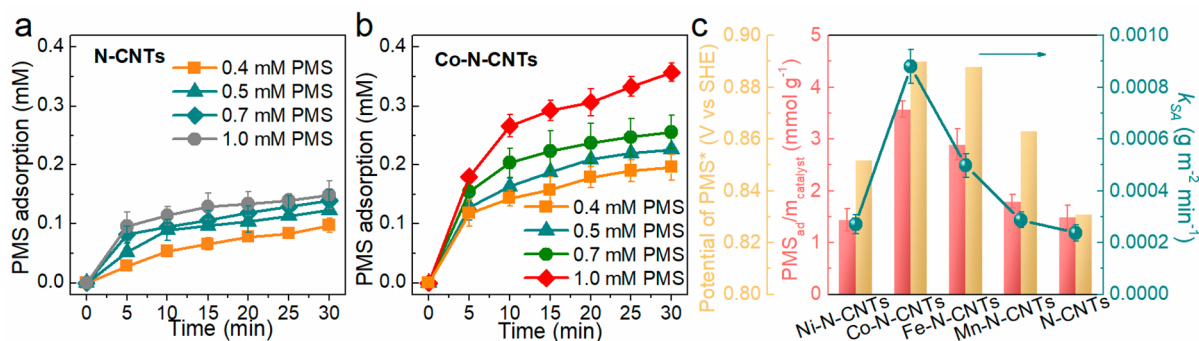 a
N-CNTs
0.4 mM PMS
0.5 mM PMS
0.7 mM PMS
1.0 mM PMS
PMS adsorption (mM)
0.4
0.3
0.2
0.1
0.0
0 5 10 15 20 25 30
Time (min)
b
Co-N-CNTs
0.4 mM PMS
0.5 mM PMS
0.7 mM PMS
1.0 mM PMS
PMS adsorption (mM)
0.4
0.3
0.2
0.1
0.0
0 5 10 15 20 25 30
Time (min)
c
Potential of PMS* (V vs SHE)
0.90
0.88
0.86
0.84
0.82
0.80
PMS_ad/m_catalyst (mmol g⁻¹)
5
4
3
2
1
0
0.0010
0.0008
0.0006
0.0004
0.0002
0.0000
k_SA (g m⁻² min⁻¹)
Ni-N-CNTs
Co-N-CNTs
Fe-N-CNTs
Mn-N-CNTs
N-CNTs